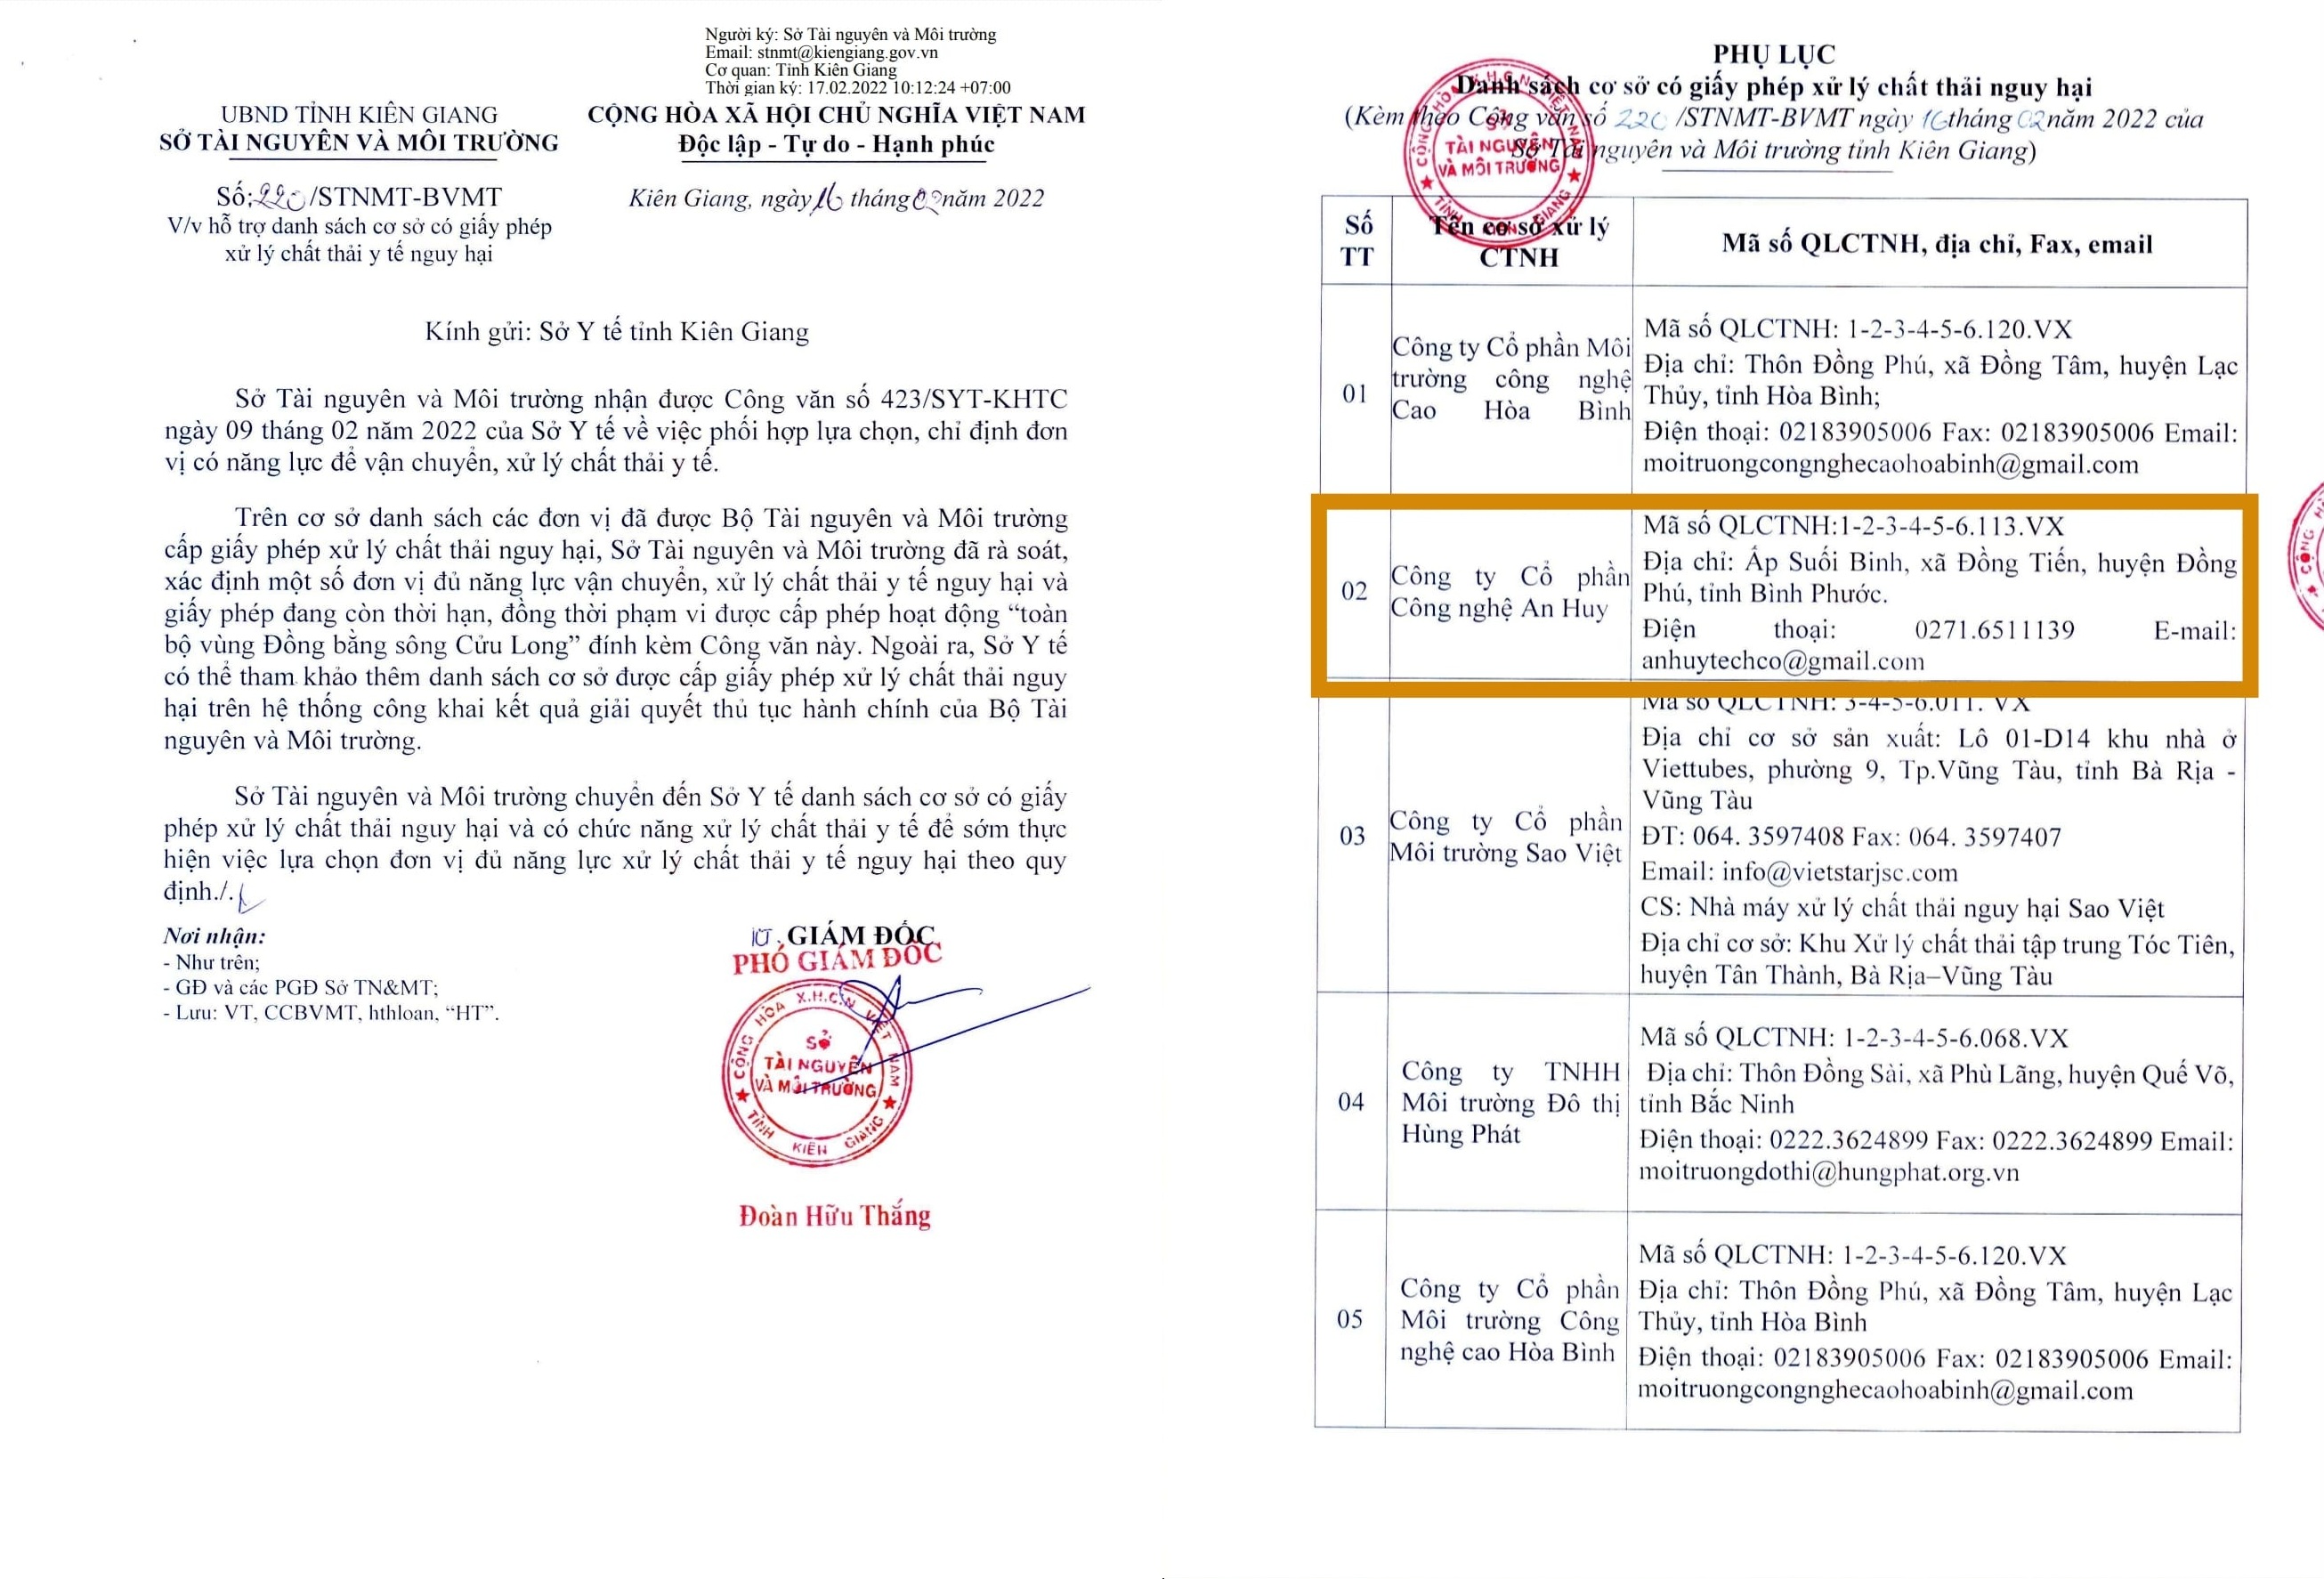 Người ký: Sở Tài nguyên và Môi trường
Email: stnmt@kiengiang.gov.vn
Cơ quan: Tỉnh Kiên Giang
Thời gian ký: 17.02.2022 10:12:24 +07:00
UBND TỈNH KIÊN GIANG
SỞ TÀI NGUYÊN VÀ MÔI TRƯỜNG
CỘNG HÒA XÃ HỘI CHỦ NGHĨA VIỆT NAM
Độc lập - Tự do - Hạnh phúc
Số: 220 /STNMT-BVMT
V/v hỗ trợ danh sách cơ sở có giấy phép
xử lý chất thải y tế nguy hại
Kiên Giang, ngày 16 tháng 02 năm 2022
Kính gửi: Sở Y tế tỉnh Kiên Giang
Sở Tài nguyên và Môi trường nhận được Công văn số 423/SYT-KHTC
ngày 09 tháng 02 năm 2022 của Sở Y tế về việc phối hợp lựa chọn, chỉ định đơn
vị có năng lực để vận chuyển, xử lý chất thải y tế.
Trên cơ sở danh sách các đơn vị đã được Bộ Tài nguyên và Môi trường
cấp giấy phép xử lý chất thải nguy hại, Sở Tài nguyên và Môi trường đã rà soát,
xác định một số đơn vị đủ năng lực vận chuyển, xử lý chất thải y tế nguy hại và
giấy phép đang còn thời hạn, đồng thời phạm vi được cấp phép hoạt động “toàn
bộ vùng Đồng bằng sông Cửu Long” đính kèm Công văn này. Ngoài ra, Sở Y tế
có thể tham khảo thêm danh sách cơ sở được cấp giấy phép xử lý chất thải nguy
hại trên hệ thống công khai kết quả giải quyết thủ tục hành chính của Bộ Tài
nguyên và Môi trường.
Sở Tài nguyên và Môi trường chuyển đến Sở Y tế danh sách cơ sở có giấy
phép xử lý chất thải nguy hại và có chức năng xử lý chất thải y tế để sớm thực
hiện việc lựa chọn đơn vị đủ năng lực xử lý chất thải y tế nguy hại theo quy
định./.
Nơi nhận:
- Như trên;
- GĐ và các PGĐ Sở TN&MT;
- Lưu: VT, CCBVMT, hthloan, “HT”.
KT. GIÁM ĐỐC
PHÓ GIÁM ĐỐC
CỘNG HÒA X.H.C.N VIỆT NAM
SỞ
TÀI NGUYÊN
VÀ MÔI TRƯỜNG
TỈNH KIÊN GIANG
Đoàn Hữu Thắng
PHỤ LỤC
Danh sách cơ sở có giấy phép xử lý chất thải nguy hại
(Kèm theo Công văn số 220 /STNMT-BVMT ngày 16 tháng 02 năm 2022 của
Sở Tài nguyên và Môi trường tỉnh Kiên Giang)
CỘNG HÒA X.H.C.N VIỆT NAM
SỞ
TÀI NGUYÊN
VÀ MÔI TRƯỜNG
TỈNH KIÊN GIANG
Số
TT
Tên cơ sở xử lý
CTNH
Mã số QLCTNH, địa chỉ, Fax, email
01
Công ty Cổ phần Môi
trường công nghệ
Cao Hòa Bình
Mã số QLCTNH: 1-2-3-4-5-6.120.VX
Địa chỉ: Thôn Đồng Phú, xã Đồng Tâm, huyện Lạc
Thủy, tỉnh Hòa Bình;
Điện thoại: 02183905006 Fax: 02183905006 Email:
moitruongcongnghecaohoabinh@gmail.com
02
Công ty Cổ phần
Công nghệ An Huy
Mã số QLCTNH:1-2-3-4-5-6.113.VX
Địa chỉ: Ấp Suối Binh, xã Đồng Tiến, huyện Đồng
Phú, tỉnh Bình Phước.
Điện thoại: 0271.6511139 E-mail:
anhuytechco@gmail.com
03
Công ty Cổ phần
Môi trường Sao Việt
Mã số QLCTNH: 3-4-5-6.011. VX
Địa chỉ cơ sở sản xuất: Lô 01-D14 khu nhà ở
Viettubes, phường 9, Tp.Vũng Tàu, tỉnh Bà Rịa -
Vũng Tàu
ĐT: 064. 3597408 Fax: 064. 3597407
Email: info@vietstarjsc.com
CS: Nhà máy xử lý chất thải nguy hại Sao Việt
Địa chỉ cơ sở: Khu Xử lý chất thải tập trung Tóc Tiên,
huyện Tân Thành, Bà Rịa–Vũng Tàu
04
Công ty TNHH
Môi trường Đô thị
Hùng Phát
Mã số QLCTNH: 1-2-3-4-5-6.068.VX
Địa chỉ: Thôn Đồng Sài, xã Phù Lãng, huyện Quế Võ,
tỉnh Bắc Ninh
Điện thoại: 0222.3624899 Fax: 0222.3624899 Email:
moitruongdothi@hungphat.org.vn
05
Công ty Cổ phần
Môi trường Công
nghệ cao Hòa Bình
Mã số QLCTNH: 1-2-3-4-5-6.120.VX
Địa chỉ: Thôn Đồng Phú, xã Đồng Tâm, huyện Lạc
Thủy, tỉnh Hòa Bình
Điện thoại: 02183905006 Fax: 02183905006 Email:
moitruongcongnghecaohoabinh@gmail.com